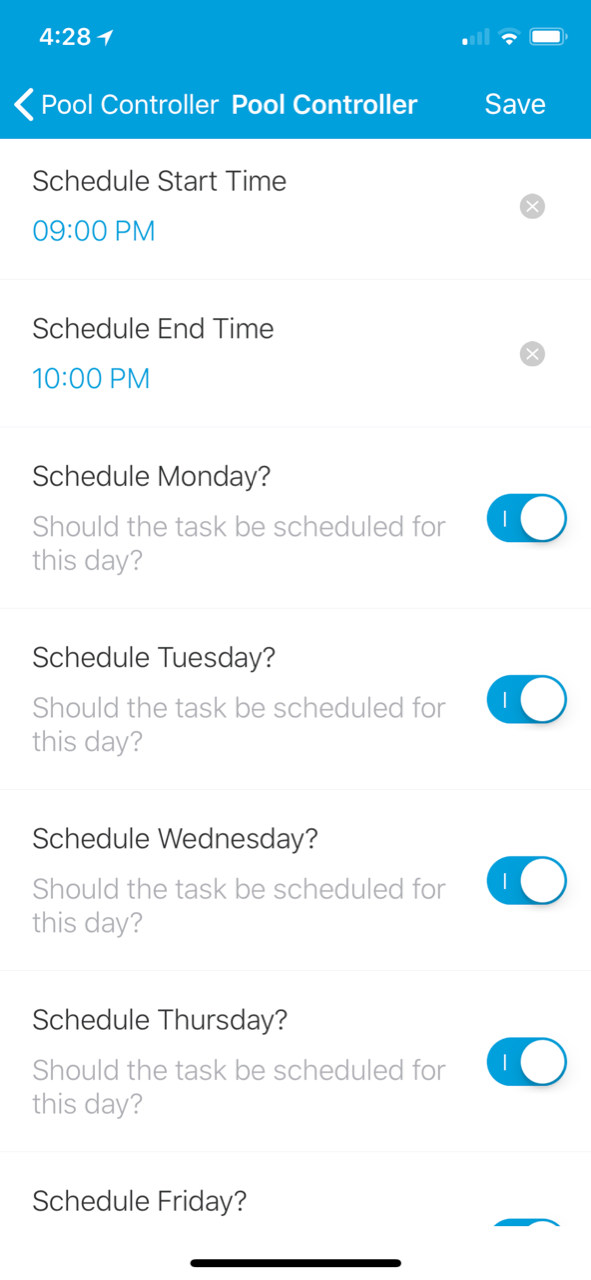 4:28
Pool Controller Pool Controller Save
Schedule Start Time
09:00 PM
Schedule End Time
10:00 PM
Schedule Monday?
Should the task be scheduled for
this day?
Schedule Tuesday?
Should the task be scheduled for
this day?
Schedule Wednesday?
Should the task be scheduled for
this day?
Schedule Thursday?
Should the task be scheduled for
this day?
Schedule Friday?